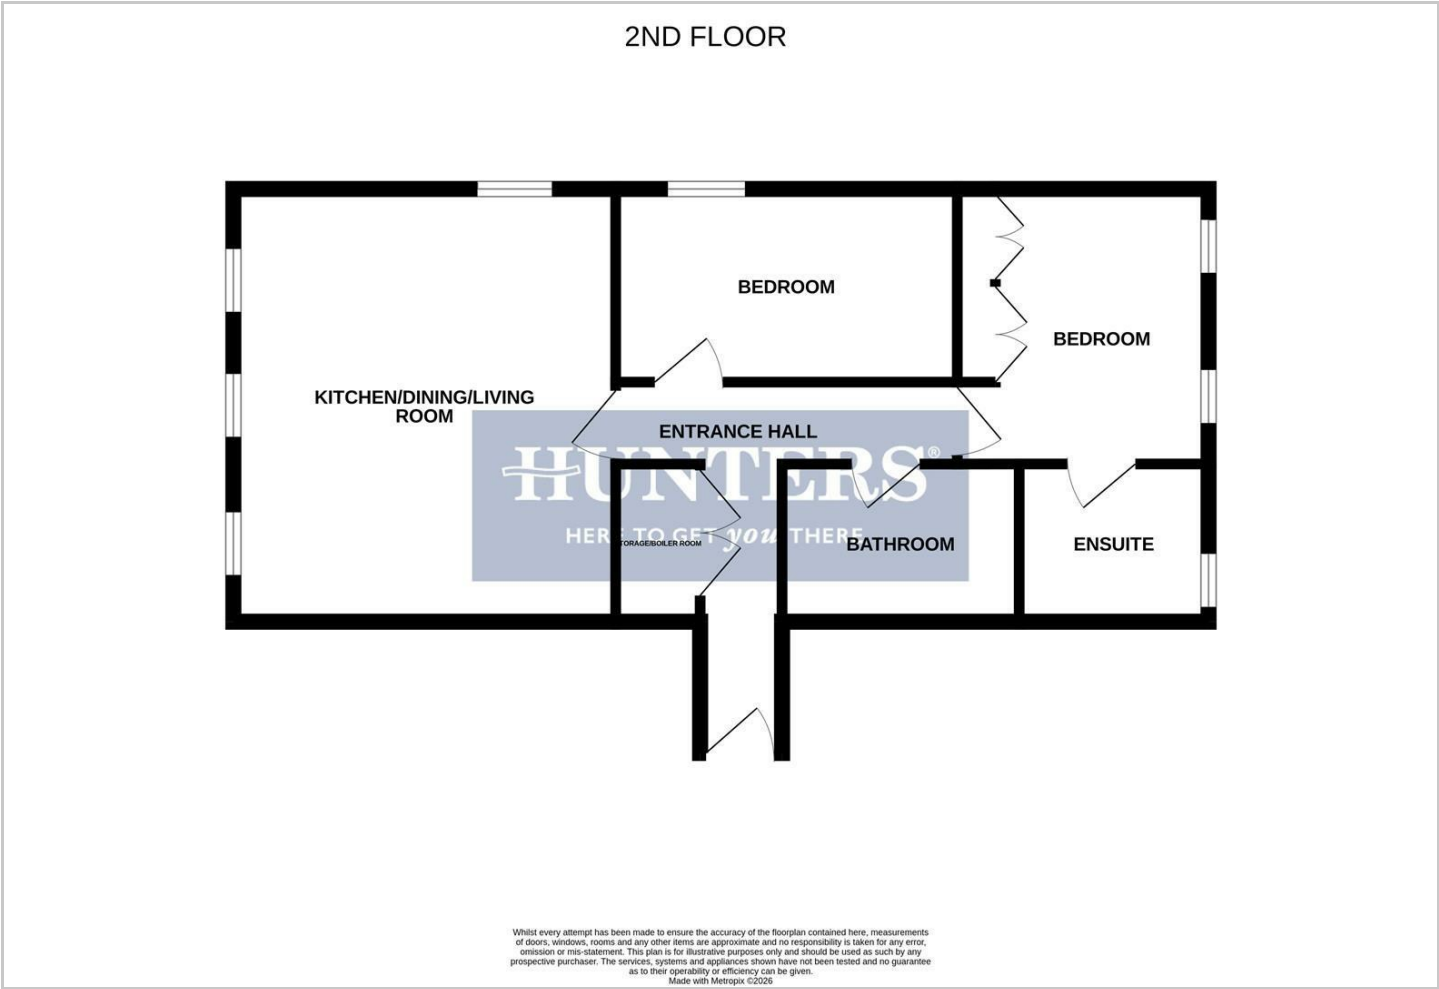 2ND FLOOR
BEDROOM
BEDROOM
KITCHEN/DINING/LIVING
ROOM
ENTRANCE HALL
HUNTERS®
HERE TO GET you THERE
TORAGE/BOILER ROOM
BATHROOM
ENSUITE
Whilst every attempt has been made to ensure the accuracy of the floorplan contained here, measurements
of doors, windows, rooms and any other items are approximate and no responsibility is taken for any error,
omission or mis-statement. This plan is for illustrative purposes only and should be used as such by any
prospective purchaser. The services, systems and appliances shown have not been tested and no guarantee
as to their operability or efficiency can be given.
Made with Metropix ©2026